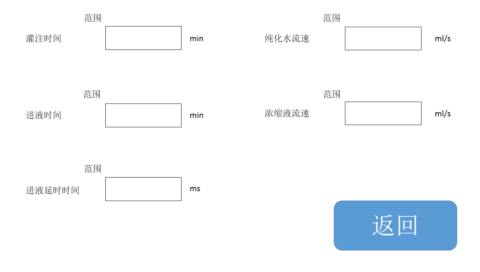 范围 范围
灌注时间 min 纯化水流速 ml/s
范围 范围
进液时间 min 浓缩液流速 ml/s
范围
进液延时时间 ms
返回